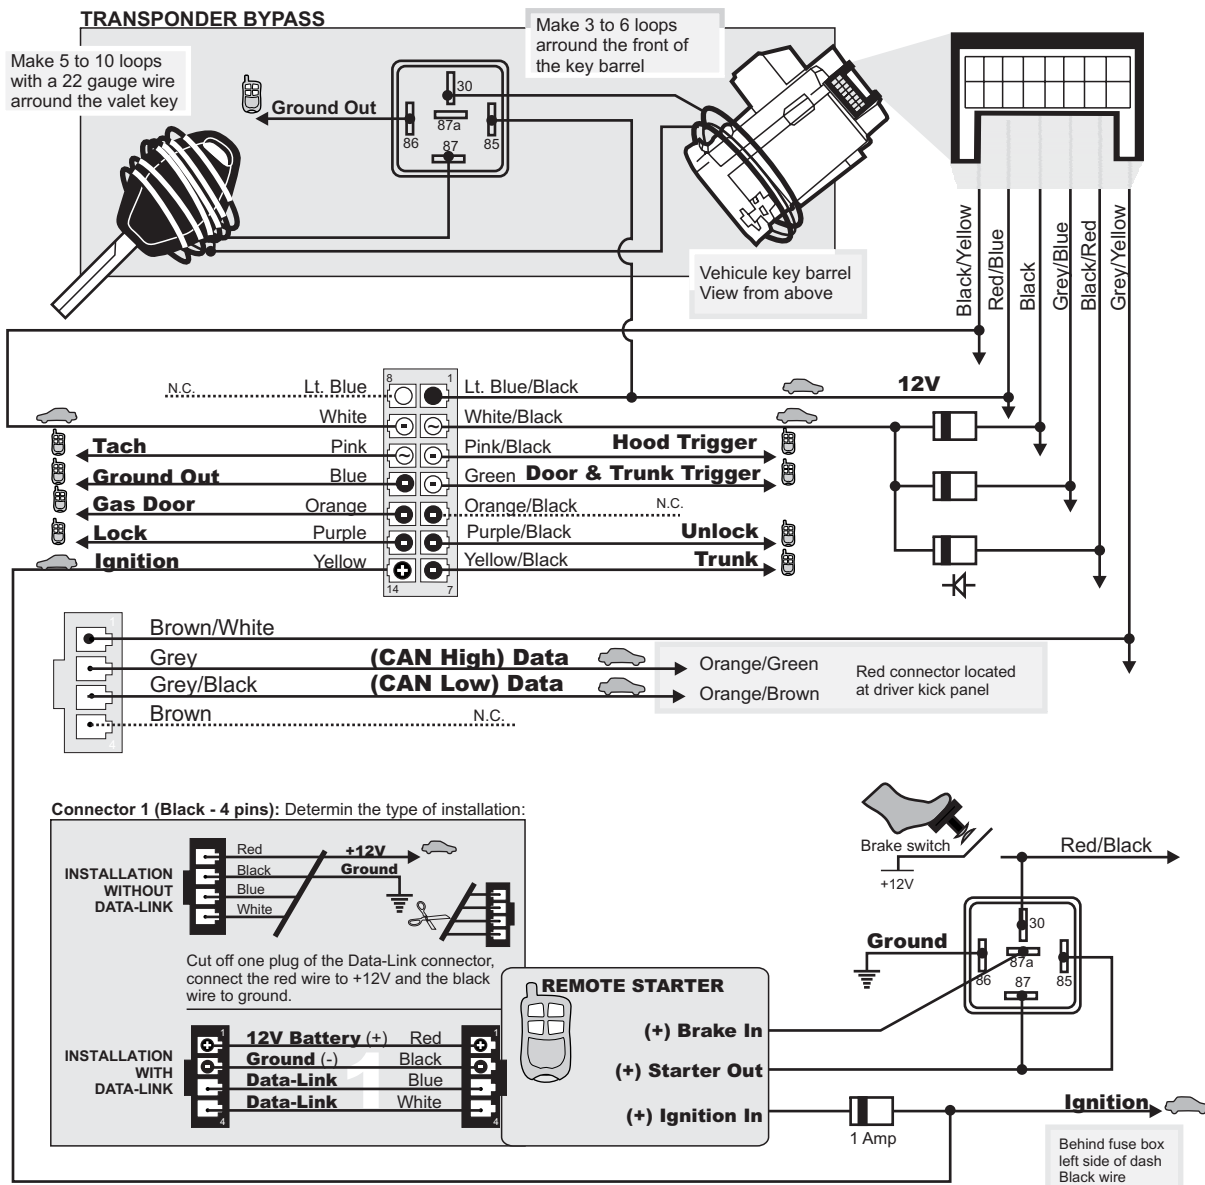 TRANSPONDER BYPASS
Make 5 to 10 loops
with a 22 gauge wire
arround the valet key
Make 3 to 6 loops
arround the front of
the key barrel
Ground Out
30
87a
86
87
85
Vehicule key barrel
View from above
Black/Yellow
Red/Blue
Black
Grey/Blue
Black/Red
Grey/Yellow
8
1
N.C.
Lt. Blue
Lt. Blue/Black
12V
White
White/Black
Tach
Pink
Pink/Black
Hood Trigger
Ground Out
Blue
Green
Door & Trunk Trigger
Gas Door
Orange
Orange/Black
N.C.
Lock
Purple
Purple/Black
Unlock
Ignition
Yellow
Yellow/Black
Trunk
14
7
1
Brown/White
Grey
(CAN High) Data
Orange/Green
Grey/Black
(CAN Low) Data
Orange/Brown
Red connector located
at driver kick panel
Brown
N.C.
4
Connector 1 (Black - 4 pins): Determin the type of installation:
INSTALLATION
WITHOUT
DATA-LINK
Red
+12V
Black
Ground
Blue
White
Cut off one plug of the Data-Link connector,
connect the red wire to +12V and the black
wire to ground.
INSTALLATION
WITH
DATA-LINK
1
12V Battery (+)
Red
1
Ground (-)
Black
Data-Link
Blue
Data-Link
White
4
4
1
REMOTE STARTER
(+) Brake In
(+) Starter Out
(+) Ignition In
Brake switch
+12V
Red/Black
Ground
30
87a
86
87
85
1 Amp
Ignition
Behind fuse box
left side of dash
Black wire